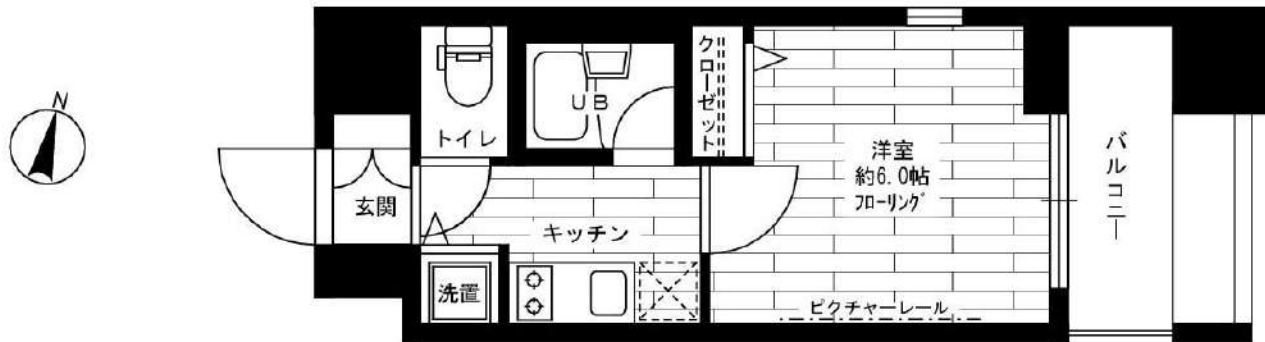 N
トイレ
UB
クローゼット
洋室
約6.0帖
ﾌﾛｰﾘﾝｸﾞ
バルコニー
玄関
キッチン
洗置
ピクチャーレール